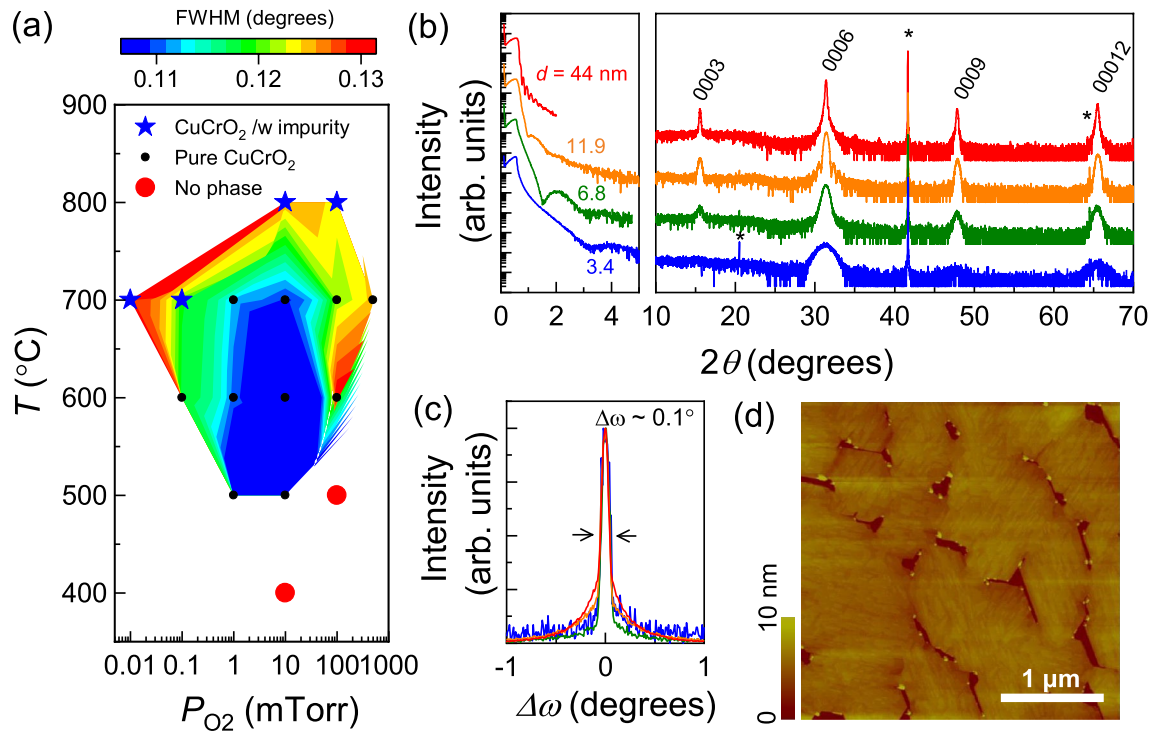 (a)
FWHM (degrees)
0.11 0.12 0.13
900
800
700
600
500
400
T (°C)
CuCrO2 /w impurity
Pure CuCrO2
No phase
0.01 0.1 1 10 100 1000
PO2 (mTorr)
(b)
Intensity
(arb. units)
d = 44 nm
11.9
6.8
3.4
0003
0006
*
0009
*
00012
*
0 2 4
10 20 30 40 50 60 70
2θ (degrees)
(c)
Intensity
(arb. units)
Δω ~ 0.1°
-1 0 1
Δω (degrees)
(d)
10 nm
0
1 μm